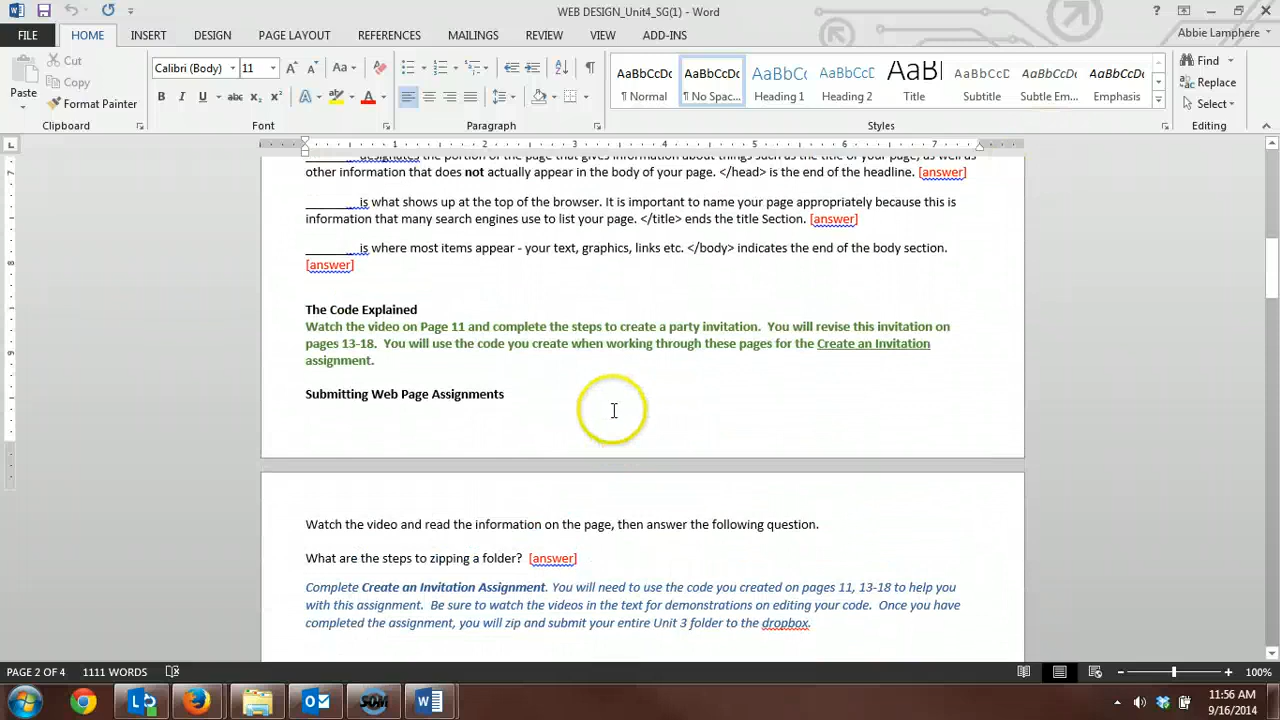 WEB DESIGN_Unit4_SG(1) - Word
FILE HOME INSERT DESIGN PAGE LAYOUT REFERENCES MAILINGS REVIEW VIEW ADD-INS
Abbie Lamphere
Paste
Cut
Copy
Format Painter
Clipboard
Calibri (Body) 11
Font
Paragraph
AaBbCcDc AaBbCcDc AaBbCc AaBbCcD AaBl AaBbCcD AaBbCcDc AaBbCcDc
¶ Normal ¶ No Spac... Heading 1 Heading 2 Title Subtitle Subtle Em... Emphasis
Styles
Find
Replace
Select
Editing
1 2 3 4 5 6 7
designates the portion of the page that gives information about things such as the title of your page, as well as
other information that does not actually appear in the body of your page. </head> is the end of the headline. [answer]
________ is what shows up at the top of the browser. It is important to name your page appropriately because this is
information that many search engines use to list your page. </title> ends the title Section. [answer]
________ is where most items appear - your text, graphics, links etc. </body> indicates the end of the body section.
[answer]
The Code Explained
Watch the video on Page 11 and complete the steps to create a party invitation. You will revise this invitation on
pages 13-18. You will use the code you create when working through these pages for the Create an Invitation
assignment.
Submitting Web Page Assignments
Watch the video and read the information on the page, then answer the following question.
What are the steps to zipping a folder? [answer]
Complete Create an Invitation Assignment. You will need to use the code you created on pages 11, 13-18 to help you
with this assignment. Be sure to watch the videos in the text for demonstrations on editing your code. Once you have
completed the assignment, you will zip and submit your entire Unit 3 folder to the dropbox.
PAGE 2 OF 4 1111 WORDS
100%
11:56 AM
9/16/2014